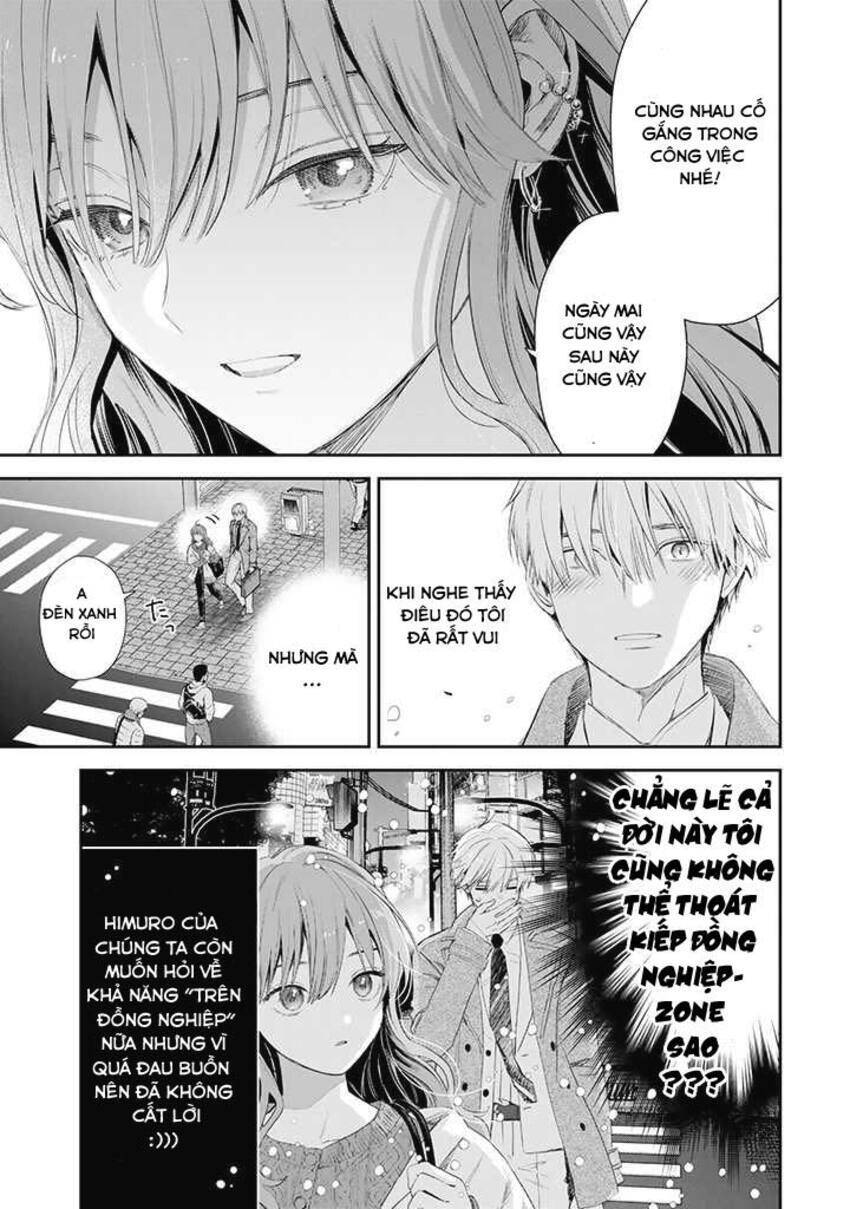 CÙNG NHAU CỐ
GẮNG TRONG
CÔNG VIỆC
NHÉ!
NGÀY MAI
CŨNG VẬY
SAU NÀY
CŨNG VẬY
KHI NGHE THẤY
ĐIỀU ĐÓ TÔI
ĐÃ RẤT VUI
A
ĐÈN XANH
RỒI
たっ
NHƯNG MÀ
...
CHẲNG LẼ CẢ
ĐỜI NÀY TÔI
CŨNG KHÔNG
THỂ THOÁT
KIẾP ĐỒNG
NGHIỆP-
ZONE
SAO
???
HIMURO CỦA
CHÚNG TA CÒN
MUỐN HỎI VỀ
KHẢ NĂNG "TRÊN
ĐỒNG NGHIỆP"
NỮA NHƯNG VÌ
QUÁ ĐAU BUỒN
NÊN ĐÃ KHÔNG
CẤT LỜI
:)))